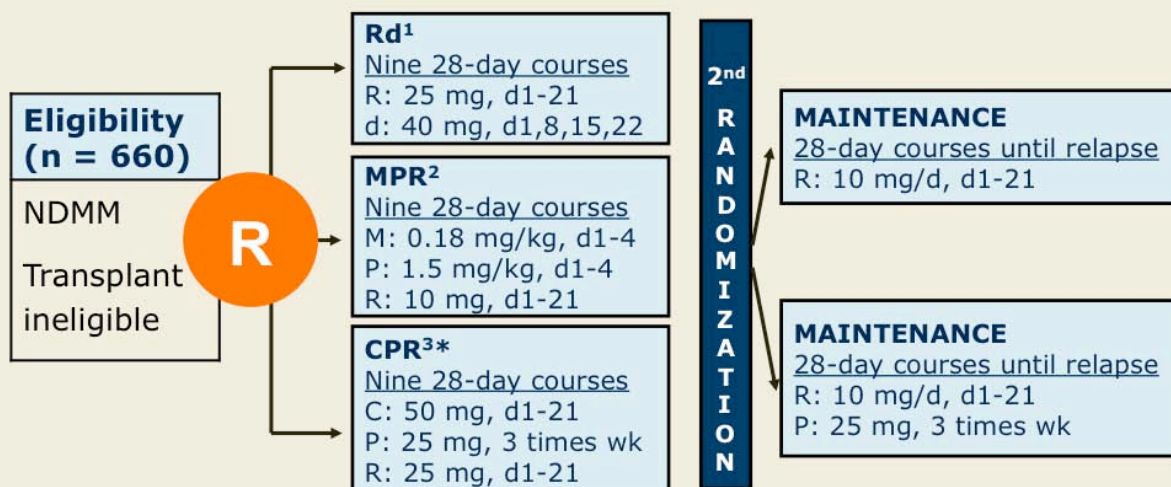 Eligibility
(n = 660)
NDMM
Transplant
ineligible
R
Rd¹
Nine 28-day courses
R: 25 mg, d1-21
d: 40 mg, d1,8,15,22
MPR²
Nine 28-day courses
M: 0.18 mg/kg, d1-4
P: 1.5 mg/kg, d1-4
R: 10 mg, d1-21
CPR³*
Nine 28-day courses
C: 50 mg, d1-21
P: 25 mg, 3 times wk
R: 25 mg, d1-21
2nd
RANDOMIZATION
MAINTENANCE
28-day courses until relapse
R: 10 mg/d, d1-21
MAINTENANCE
28-day courses until relapse
R: 10 mg/d, d1-21
P: 25 mg, 3 times wk